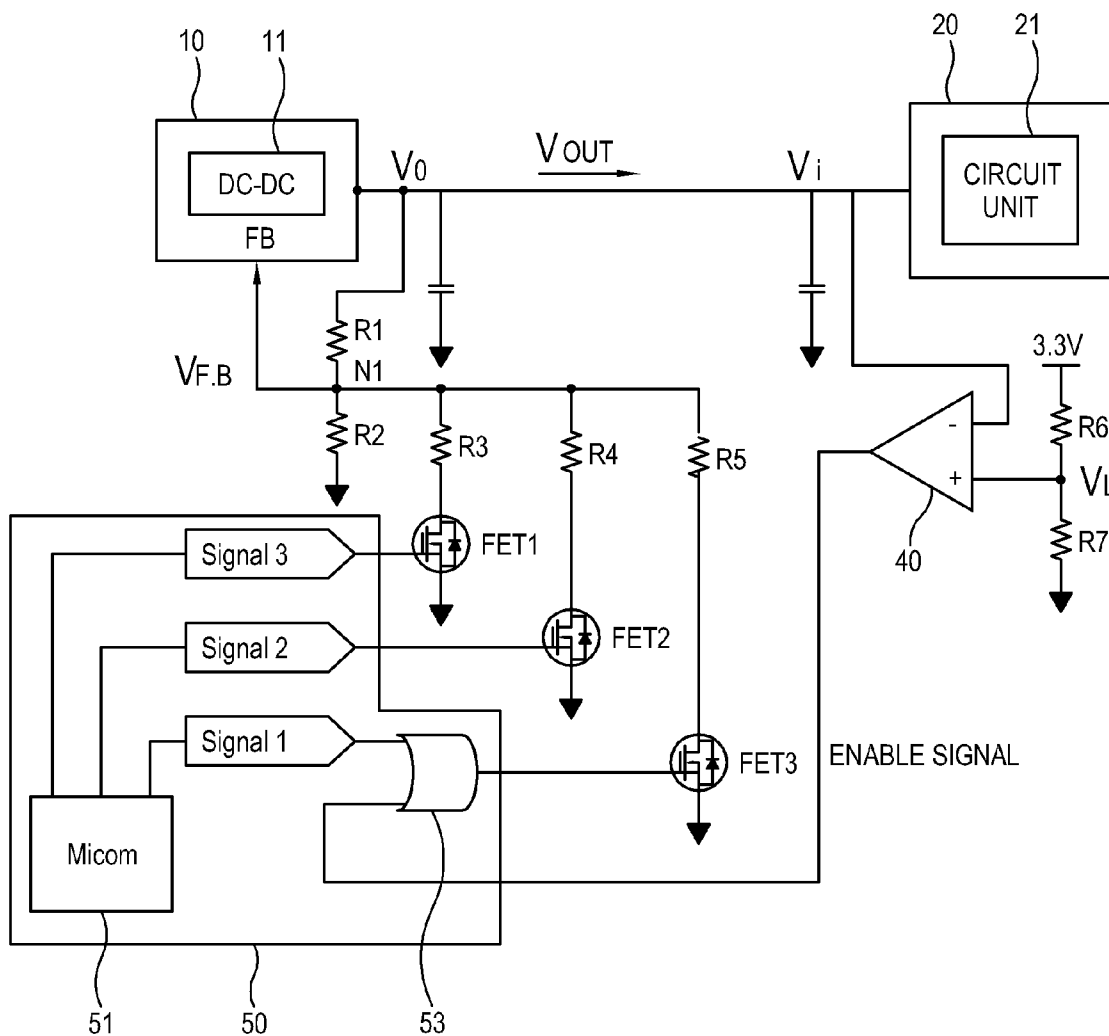 10
11
20
21
V0
VOUT
Vi
DC-DC
FB
CIRCUIT
UNIT
R1
3.3V
VF.B
N1
R2
R3
R4
R5
-
+
R6
VL
40
R7
Signal 3
FET1
Signal 2
FET2
Signal 1
FET3
ENABLE SIGNAL
Micom
51
50
53